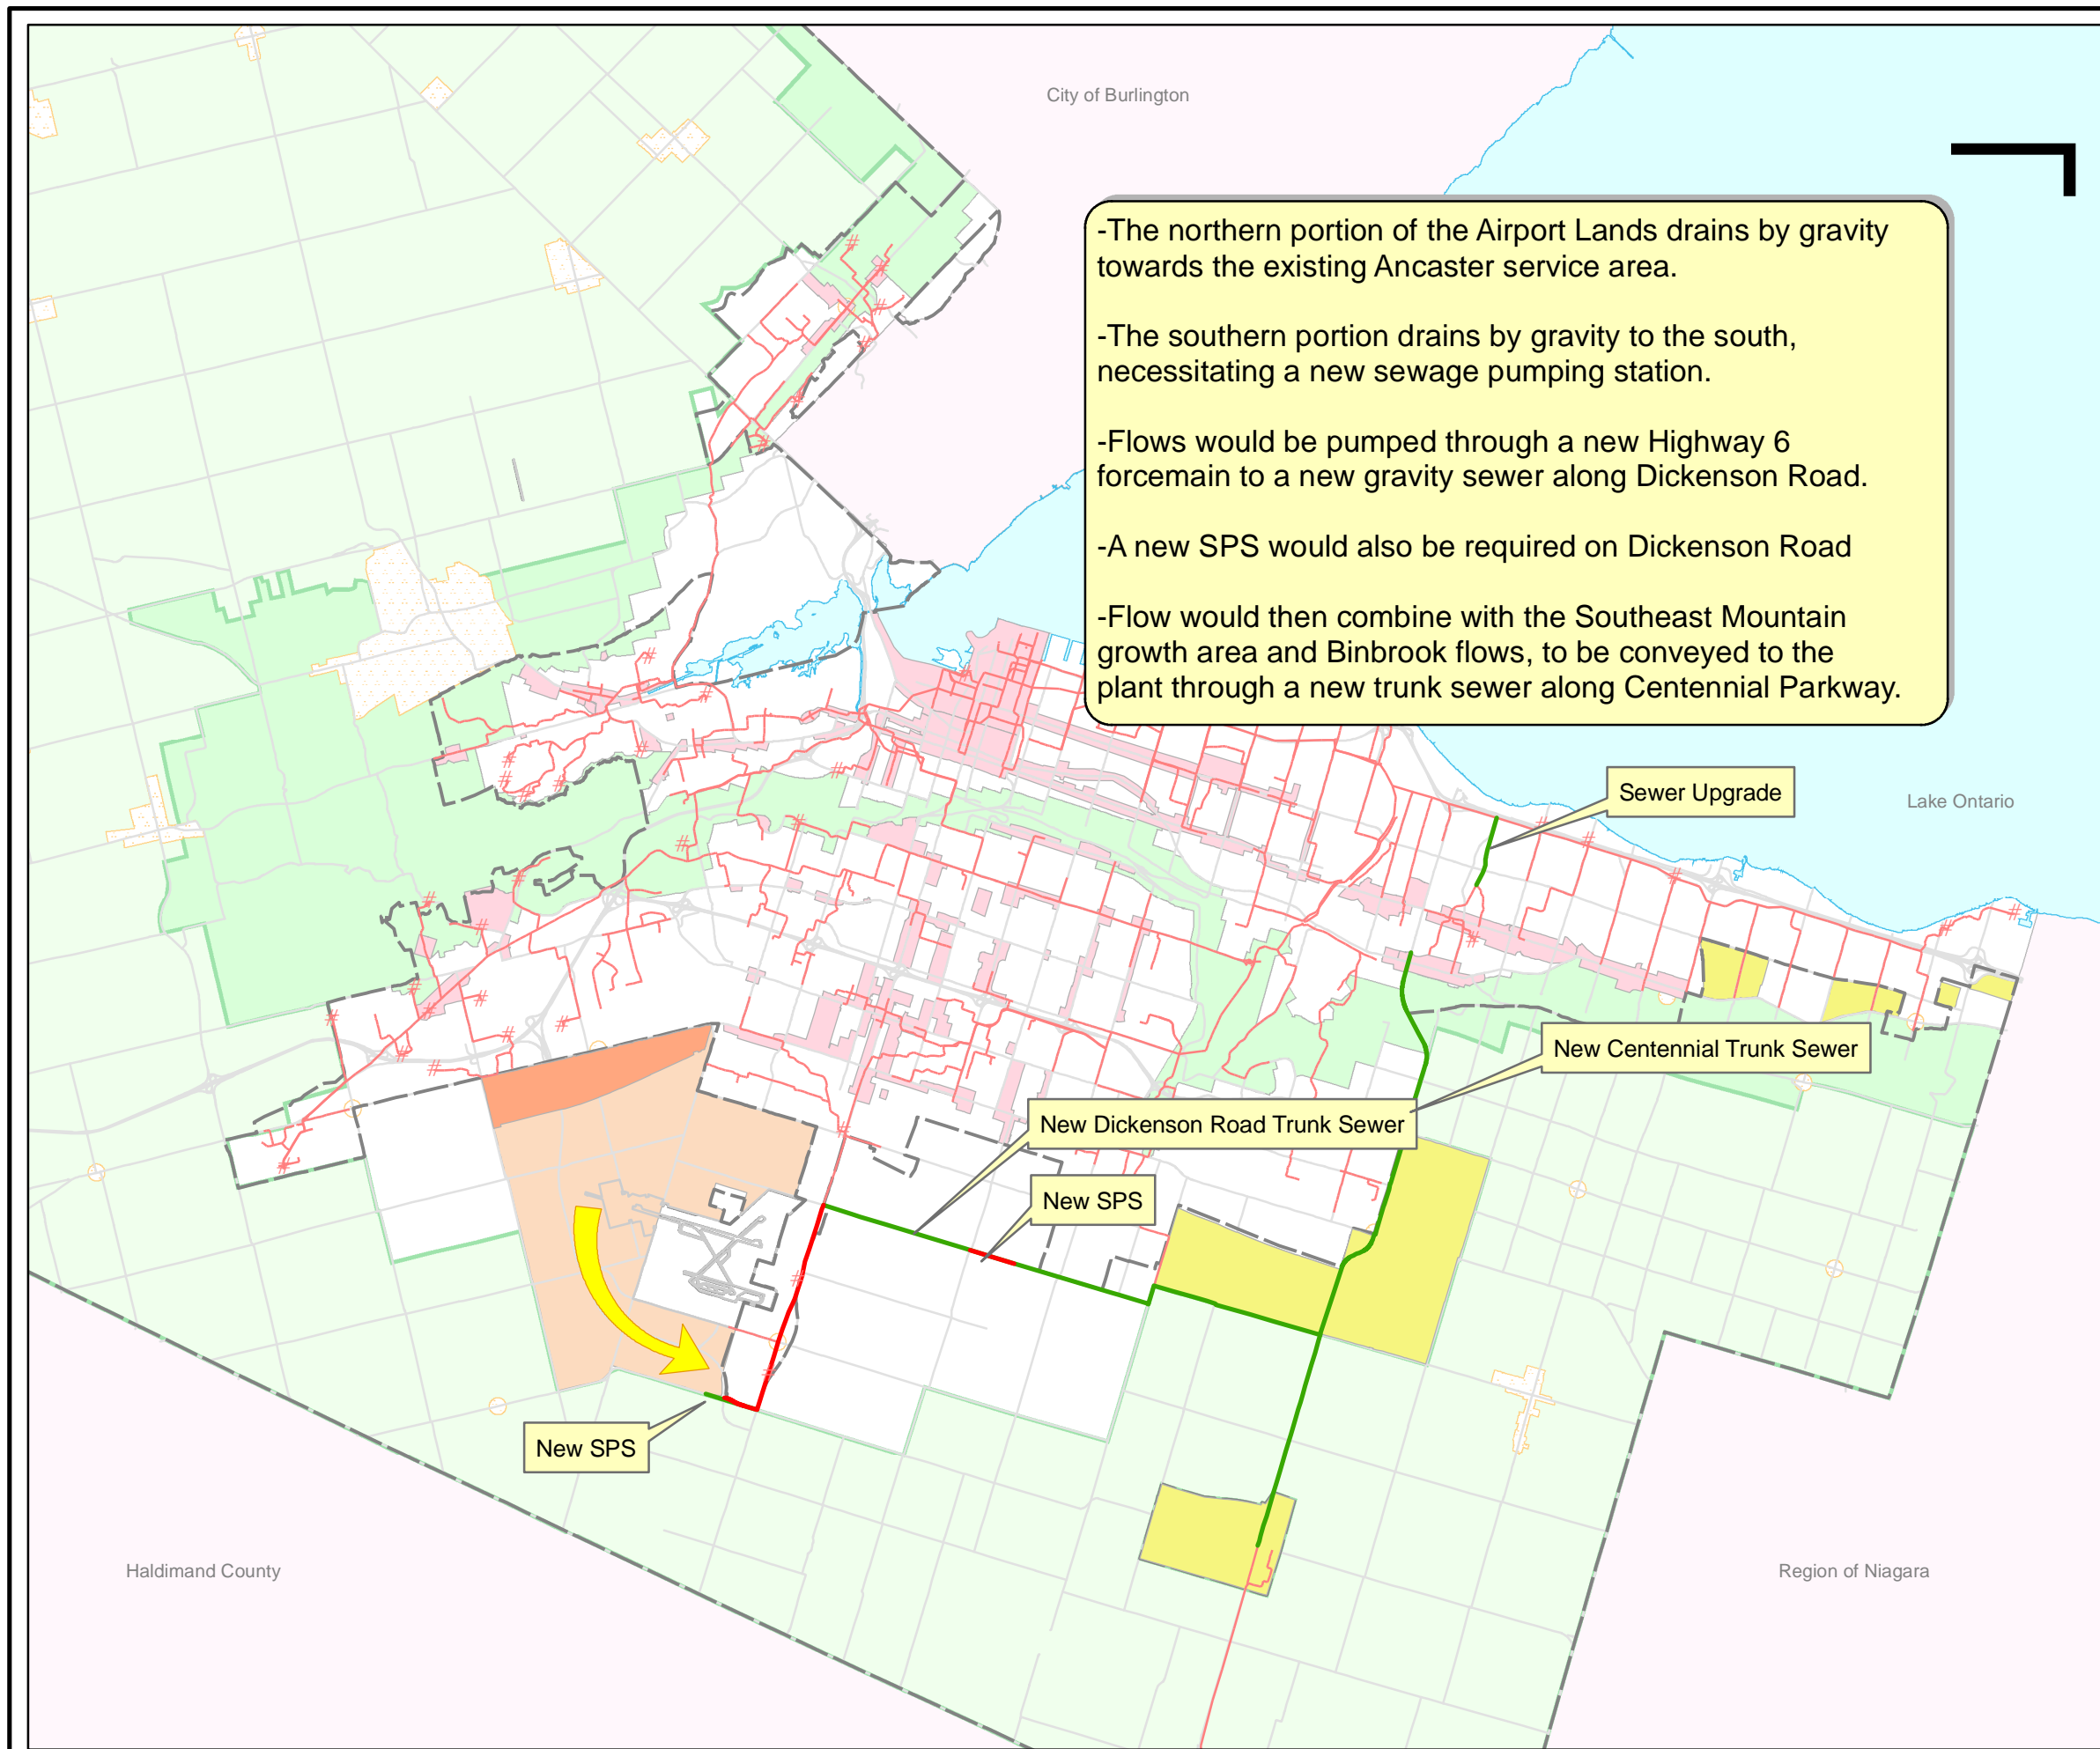 City of Burlington
-The northern portion of the Airport Lands drains by gravity
towards the existing Ancaster service area.
-The southern portion drains by gravity to the south,
necessitating a new sewage pumping station.
-Flows would be pumped through a new Highway 6
forcemain to a new gravity sewer along Dickenson Road.
-A new SPS would also be required on Dickenson Road
-Flow would then combine with the Southeast Mountain
growth area and Binbrook flows, to be conveyed to the
plant through a new trunk sewer along Centennial Parkway.
Sewer Upgrade
Lake Ontario
New Centennial Trunk Sewer
New Dickenson Road Trunk Sewer
New SPS
New SPS
Haldimand County
Region of Niagara